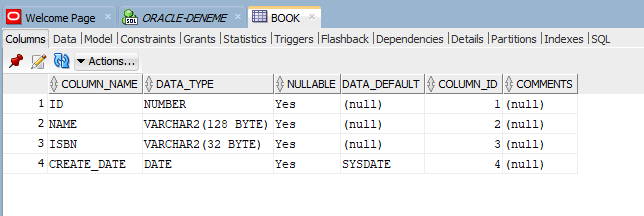 Welcome Page ORACLE-DENEME BOOK
Columns Data Model Constraints Grants Statistics Triggers Flashback Dependencies Details Partitions Indexes SQL
Actions...
COLUMN_NAME DATA_TYPE NULLABLE DATA_DEFAULT COLUMN_ID COMMENTS
1 ID NUMBER Yes (null) 1 (null)
2 NAME VARCHAR2(128 BYTE) Yes (null) 2 (null)
3 ISBN VARCHAR2(32 BYTE) Yes (null) 3 (null)
4 CREATE_DATE DATE Yes SYSDATE 4 (null)